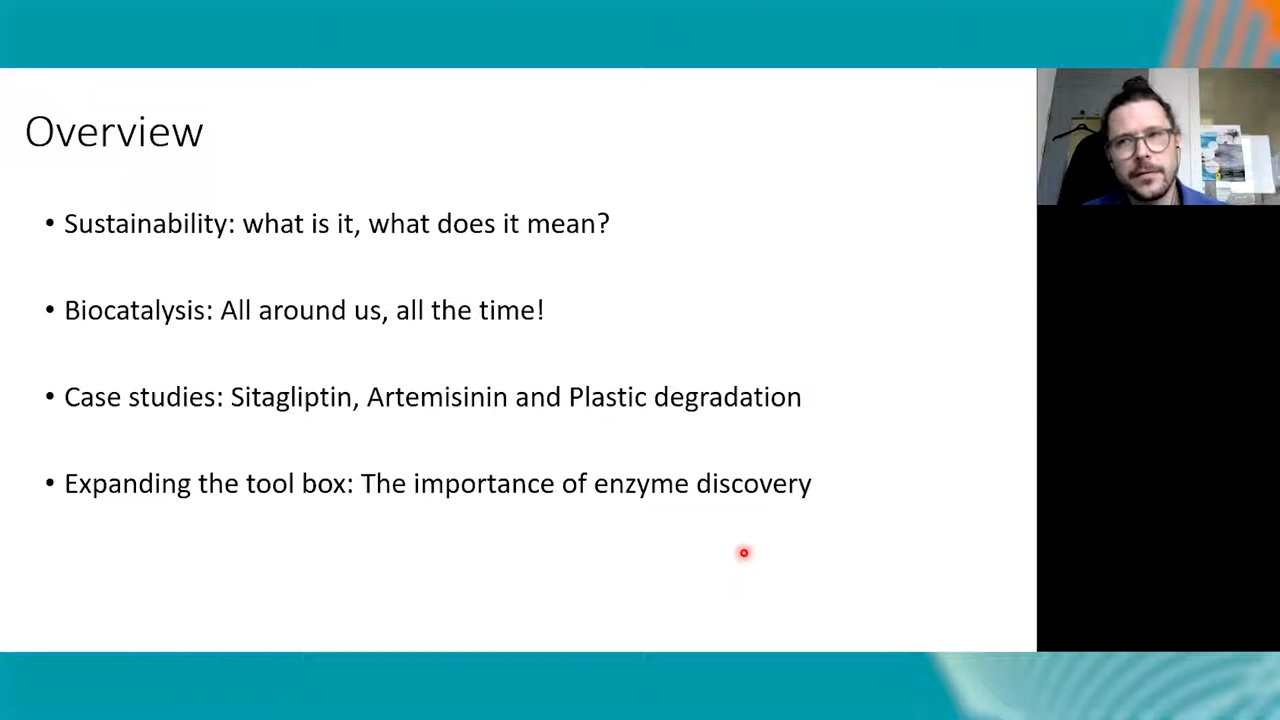 Overview
• Sustainability: what is it, what does it mean?
• Biocatalysis: All around us, all the time!
• Case studies: Sitagliptin, Artemisinin and Plastic degradation
• Expanding the tool box: The importance of enzyme discovery